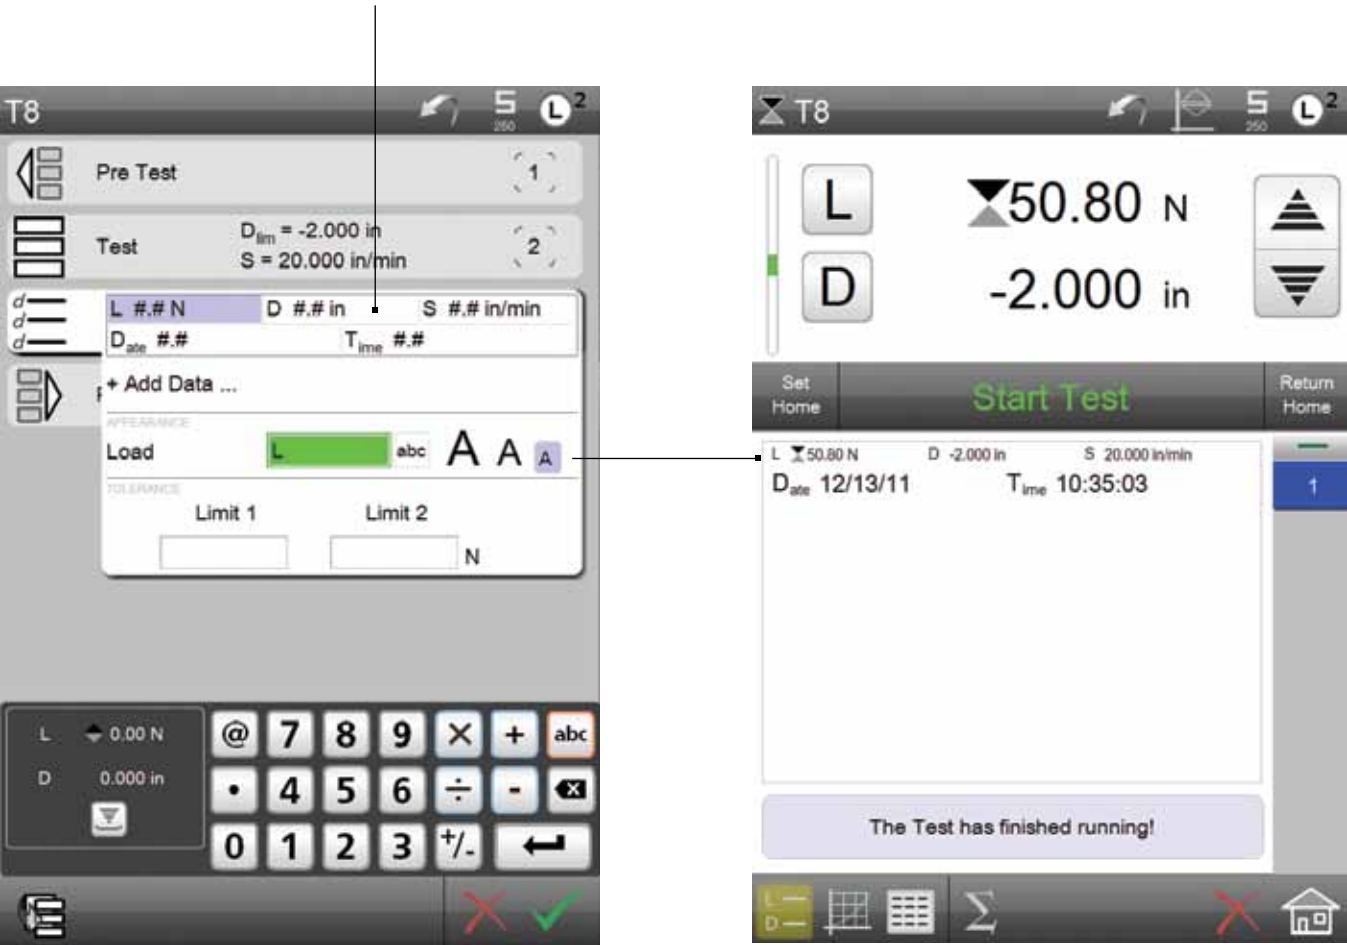 T8
250
L 2
Pre Test
1
Test
Dlim = -2.000 in
S = 20.000 in/min
2
d
d
d
L #.# N D #.# in S #.# in/min
Date #.# Time #.#
+ Add Data ...
APPEARANCE
Load
L
abc
A A A
TOLERANCE
Limit 1 Limit 2
N
L 0.00 N
D 0.000 in
@ 7 8 9 × + abc
• 4 5 6 ÷ -
0 1 2 3 +/-
T8
250
L 2
L 50.80 N
D -2.000 in
Set Home
Start Test
Return Home
L 50.80 N D -2.000 in S 20.000 in/min
Date 12/13/11 Time 10:35:03
1
The Test has finished running!
L
D
Σ